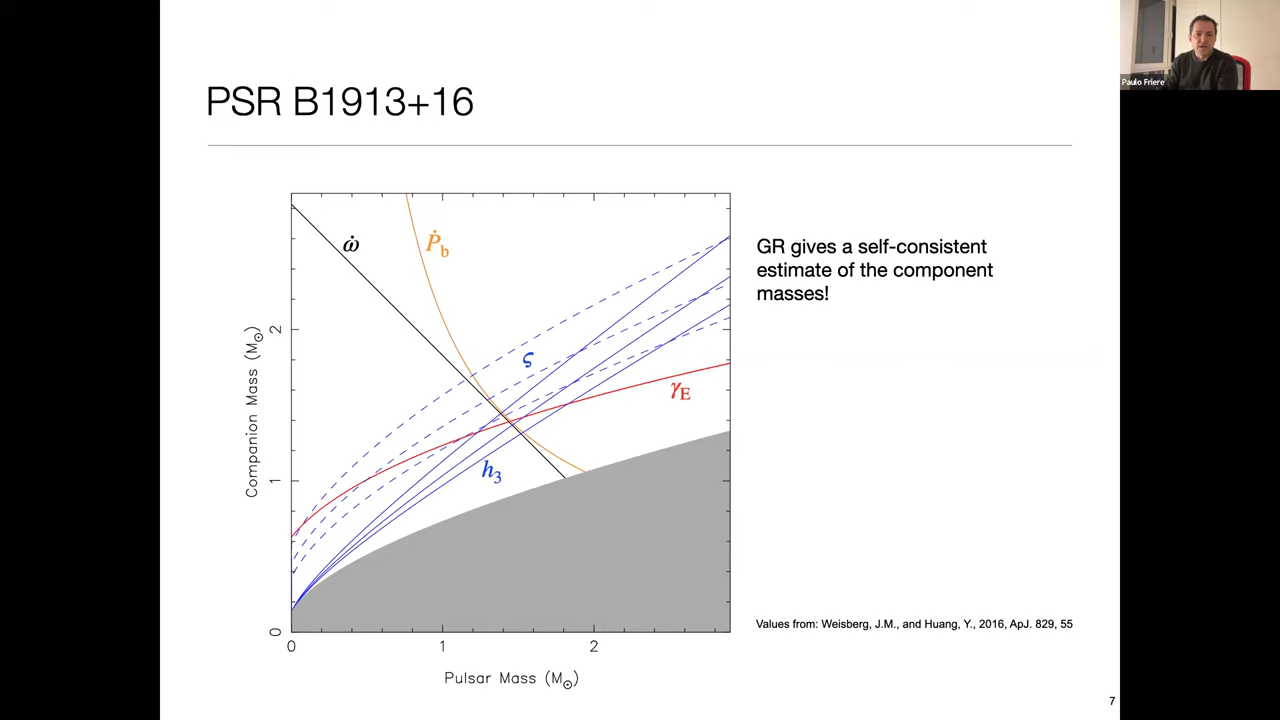 Paulo Friere
PSR B1913+16
ω̇
Ṗb
ς
γE
h3
GR gives a self-consistent
estimate of the component
masses!
Companion Mass (M⊙)
2
1
0
0 1 2
Pulsar Mass (M⊙)
Values from: Weisberg, J.M., and Huang, Y., 2016, ApJ. 829, 55
7